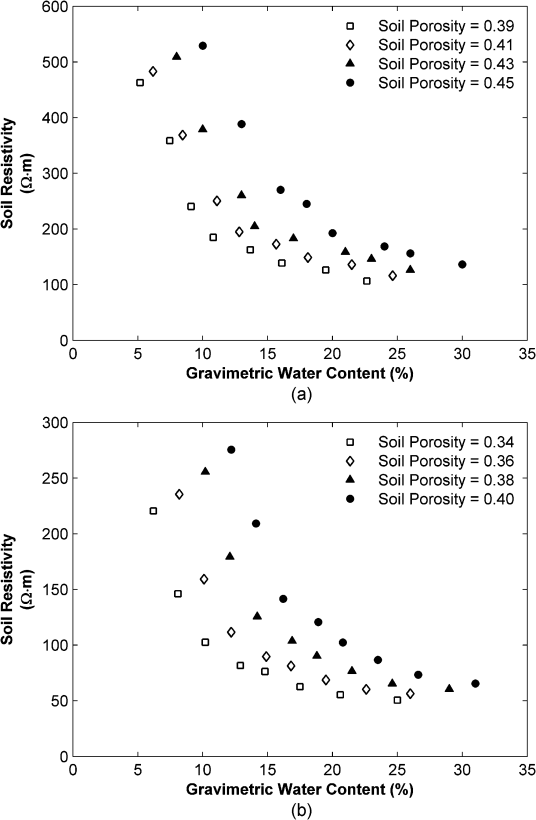 600
500
400
300
200
100
0
Soil Resistivity
(Ω·m)
Soil Porosity = 0.39
Soil Porosity = 0.41
Soil Porosity = 0.43
Soil Porosity = 0.45
0 5 10 15 20 25 30 35
Gravimetric Water Content (%)
(a)
300
250
200
150
100
50
0
Soil Resistivity
(Ω·m)
Soil Porosity = 0.34
Soil Porosity = 0.36
Soil Porosity = 0.38
Soil Porosity = 0.40
0 5 10 15 20 25 30 35
Gravimetric Water Content (%)
(b)